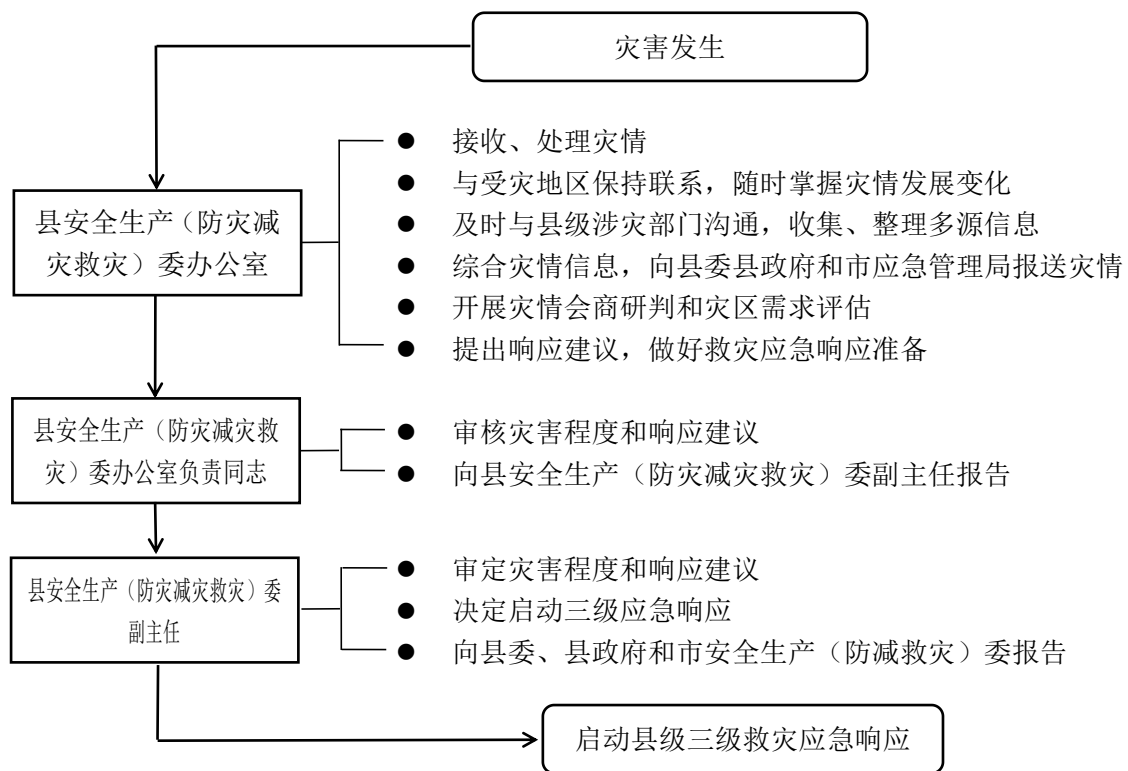 灾害发生
接收、处理灾情
与受灾地区保持联系，随时掌握灾情发展变化
县安全生产（防灾减
灾救灾）委办公室
及时与县级涉灾部门沟通，收集、整理多源信息
综合灾情信息，向县委县政府和市应急管理局报送灾情
开展灾情会商研判和灾区需求评估
提出响应建议，做好救灾应急响应准备
县安全生产（防灾减灾救
灾）委办公室负责同志
审核灾害程度和响应建议
向县安全生产（防灾减灾救灾）委副主任报告
县安全生产（防灾减灾救灾）委
副主任
审定灾害程度和响应建议
决定启动三级应急响应
向县委、县政府和市安全生产（防减救灾）委报告
启动县级三级救灾应急响应